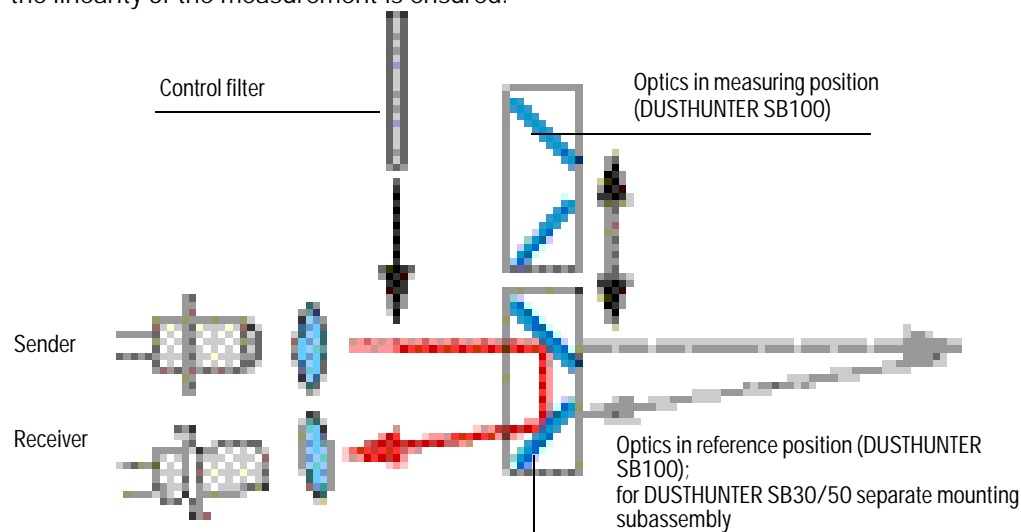 the linearity of the measurement is ensured.
Control filter
Optics in measuring position
(DUSTHUNTER SB100)
Sender
Receiver
Optics in reference position (DUSTHUNTER
SB100);
for DUSTHUNTER SB30/50 separate mounting
subassembly